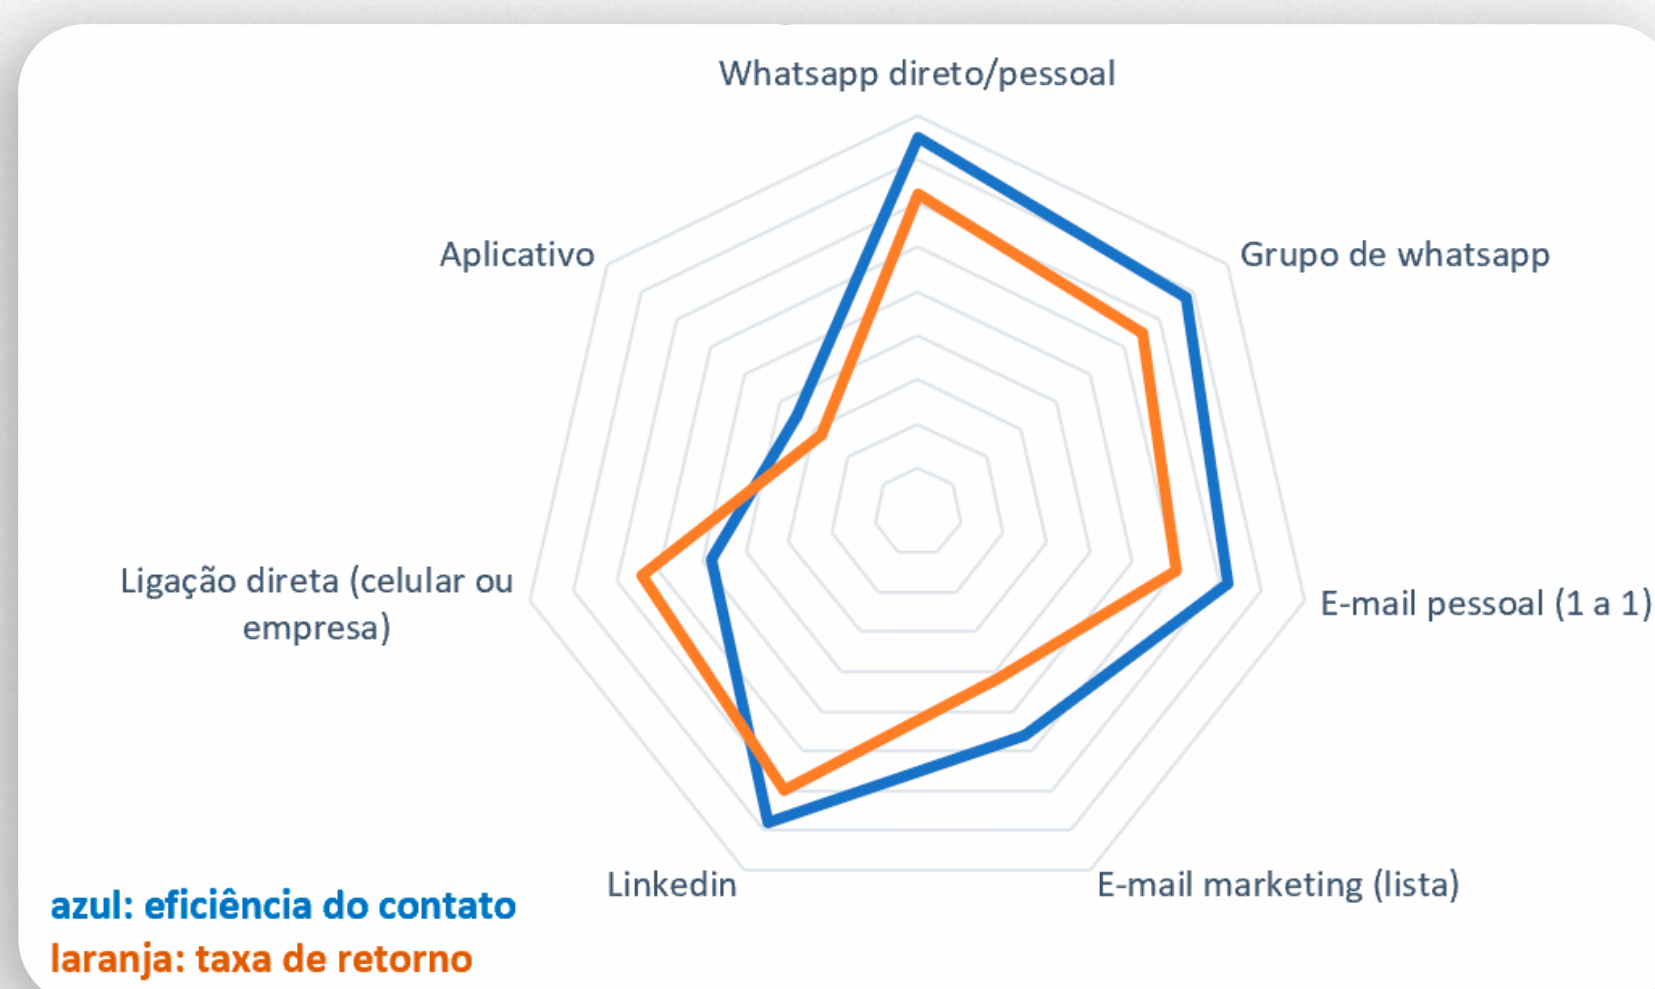 Whatsapp direto/pessoal
Aplicativo
Grupo de whatsapp
Ligação direta (celular ou
empresa)
E-mail pessoal (1 a 1)
Linkedin
E-mail marketing (lista)
azul: eficiência do contato
laranja: taxa de retorno